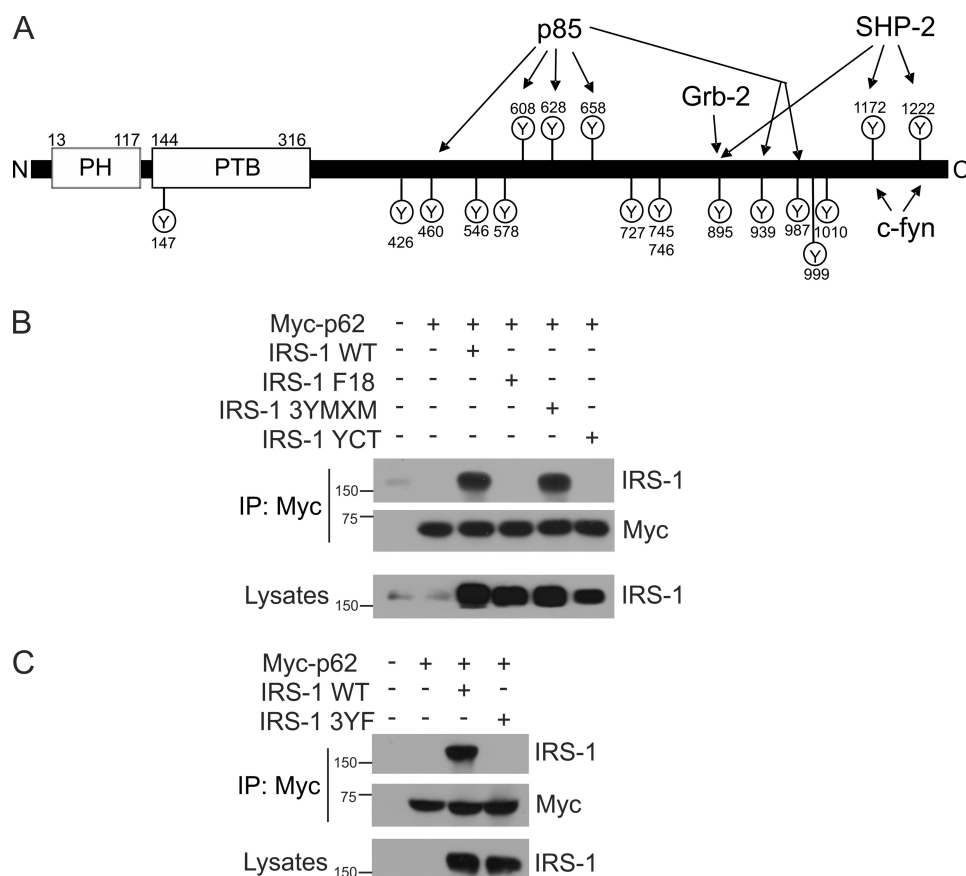 A
p85
SHP-2
Grb-2
608 628 658
1172 1222
13 117 144 316
N PH PTB C
Y Y Y Y Y
Y Y Y Y Y Y Y Y Y Y Y Y
147
426 460 546 578 727 745 895 939 987 1010
746
999
c-fyn
B
Myc-p62 - + + + + +
IRS-1 WT - - + - - -
IRS-1 F18 - - - + - -
IRS-1 3YMXM - - - - + -
IRS-1 YCT - - - - - +
IP: Myc
150 IRS-1
75 Myc
Lysates 150 IRS-1
C
Myc-p62 - + + +
IRS-1 WT - - + -
IRS-1 3YF - - - +
IP: Myc
150 IRS-1
75 Myc
Lysates 150 IRS-1